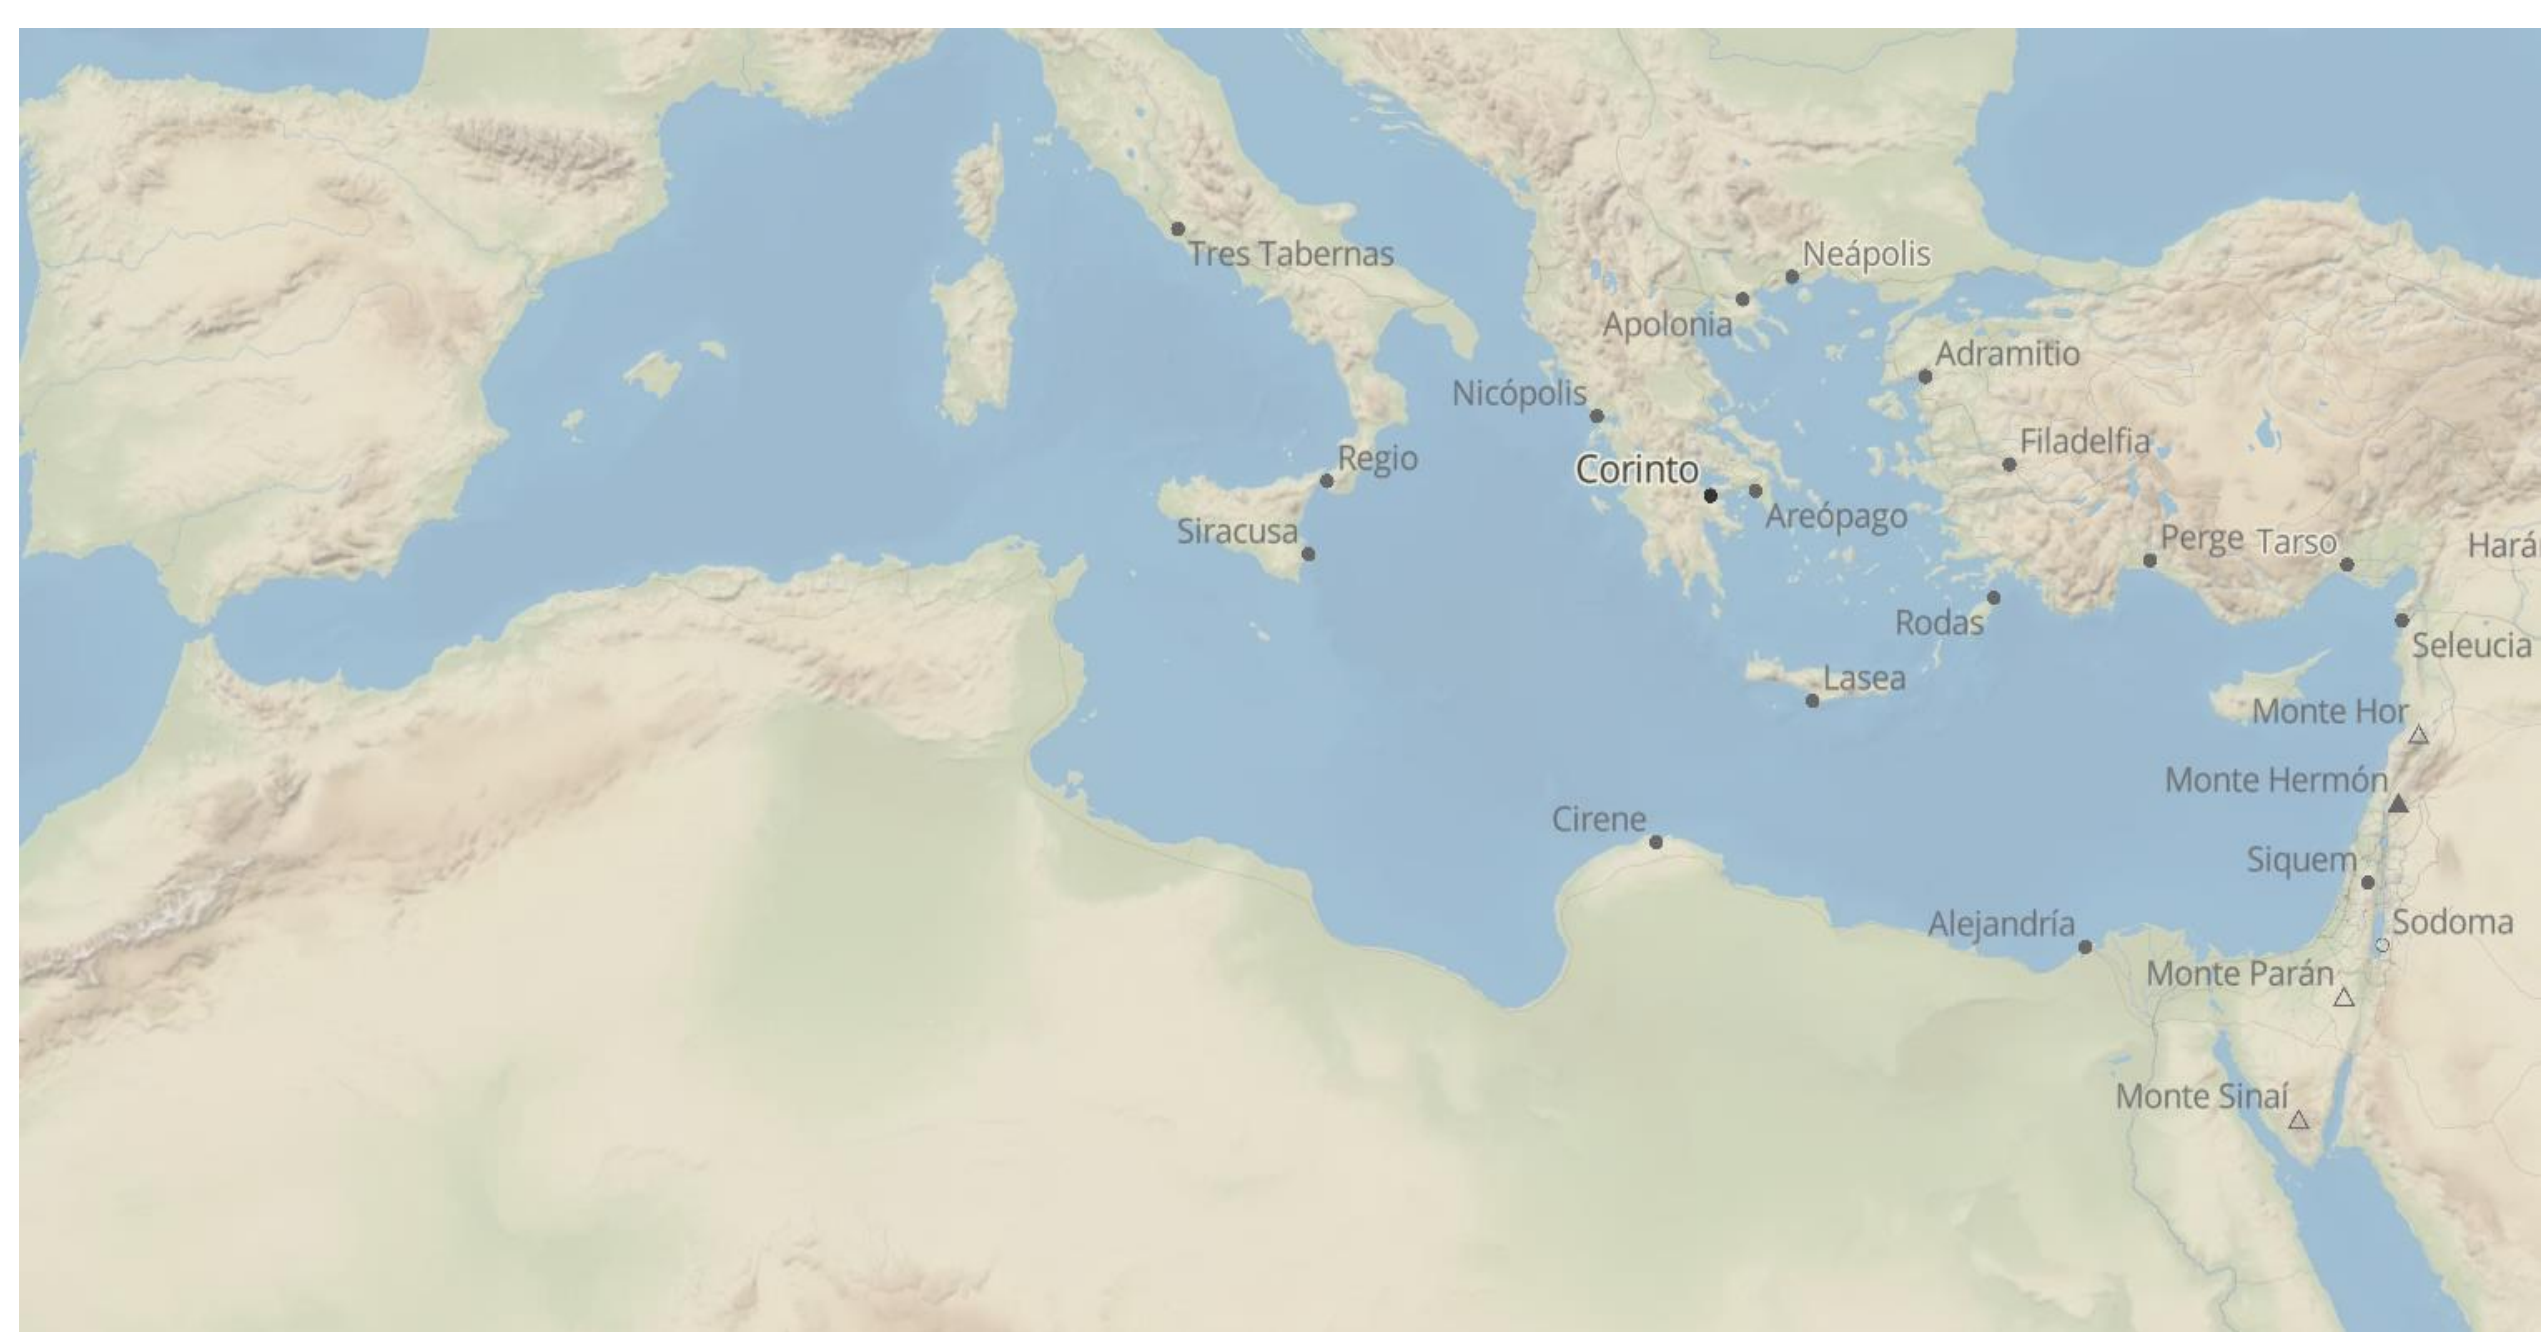 Tres Tabernas
Neápolis
Apolonia
Adramitio
Nicópolis
Filadelfia
Regio
Corinto
Areópago
Siracusa
Perge
Tarso
Hará
Rodas
Seleucia
Lasea
Monte Hor
Monte Hermón
Cirene
Siquem
Alejandría
Sodoma
Monte Parán
Monte Sinaí